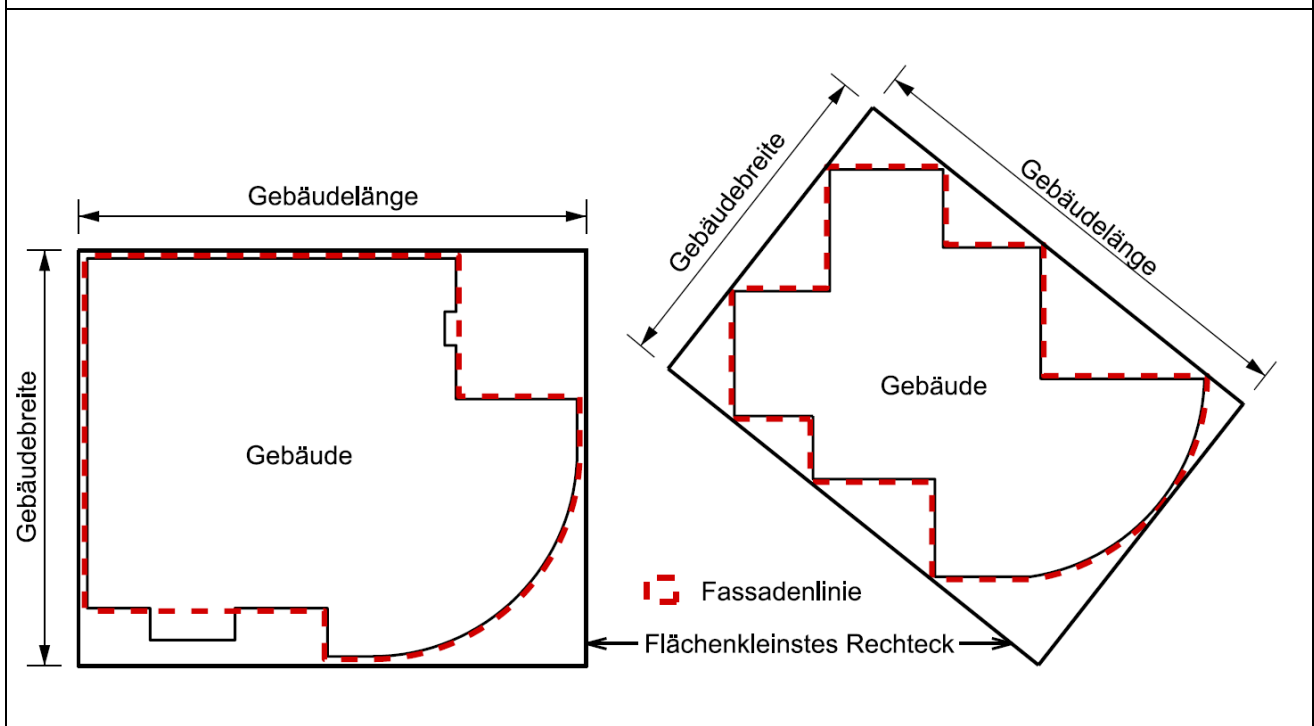 Gebäudelänge
Gebäudebreite
Gebäude
Gebäudebreite
Gebäudelänge
Gebäude
Fassadenlinie
Flächenkleinstes Rechteck